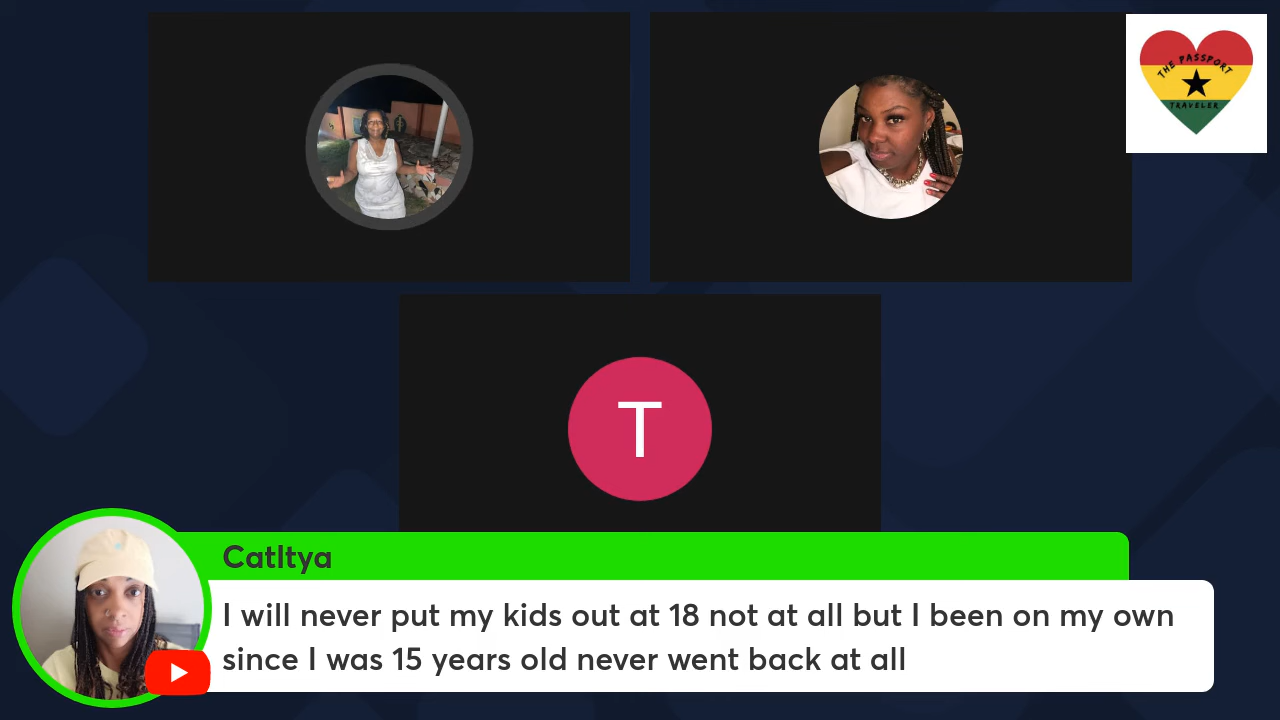 THE PASSPORT
TRAVELER
T
Catltya
I will never put my kids out at 18 not at all but I been on my own
since I was 15 years old never went back at all